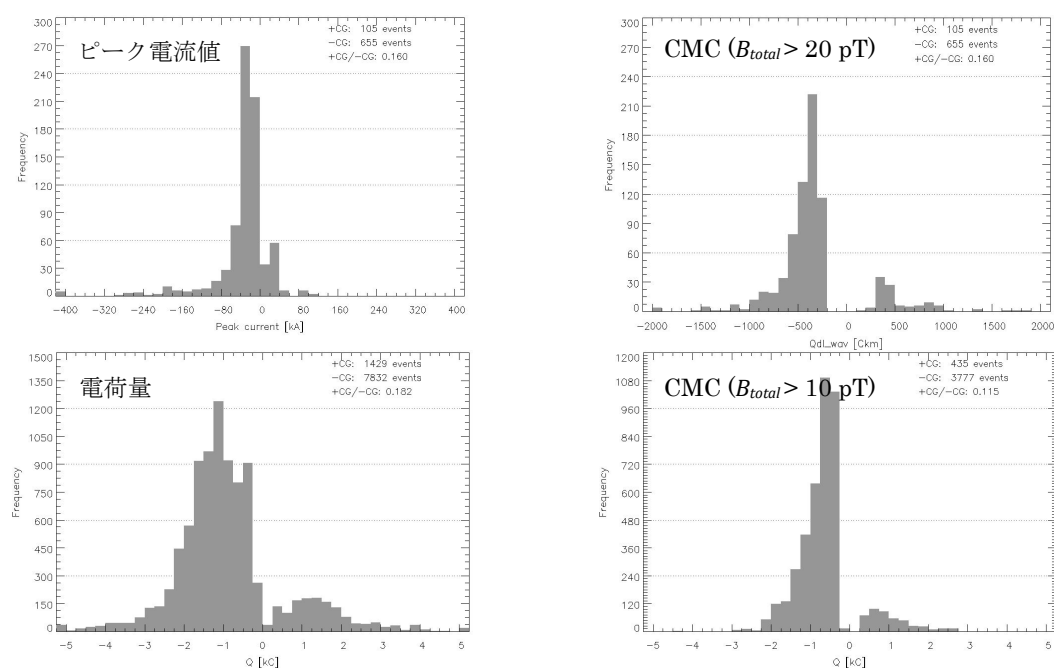 300
270
240
210
180
150
120
90
60
30
0
Frequency
ピーク電流値
+CG: 105 events
-CG: 655 events
+CG/-CG: 0.160
-400 -320 -240 -160 -80 0 80 160 240 320 400
Peak current [kA]
300
270
240
210
180
150
120
90
60
30
0
Frequency
CMC (Btotal > 20 pT)
+CG: 105 events
-CG: 655 events
+CG/-CG: 0.160
-2000 -1500 -1000 -500 0 500 1000 1500 2000
Qdl_wav [Ckm]
1500
1350
1200
1050
900
750
600
450
300
150
0
Frequency
電荷量
+CG: 1429 events
-CG: 7832 events
+CG/-CG: 0.182
-5 -4 -3 -2 -1 0 1 2 3 4 5
Q [kC]
1200
1080
960
840
720
600
480
360
240
120
0
Frequency
CMC (Btotal > 10 pT)
+CG: 435 events
-CG: 3777 events
+CG/-CG: 0.115
-5 -4 -3 -2 -1 0 1 2 3 4 5
Q [kC]